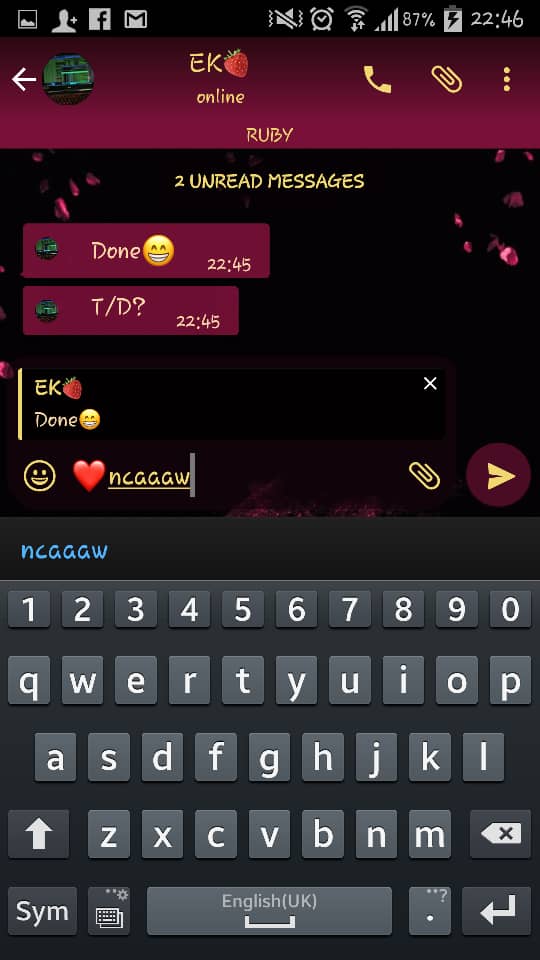 87% 22:46
EK🍓
online
RUBY
2 UNREAD MESSAGES
Done😁 22:45
T/D? 22:45
EK🍓
Done😁
❤️ncaaaw
ncaaaw
1 2 3 4 5 6 7 8 9 0
q w e r t y u i o p
a s d f g h j k l
z x c v b n m
Sym English(UK) . ?